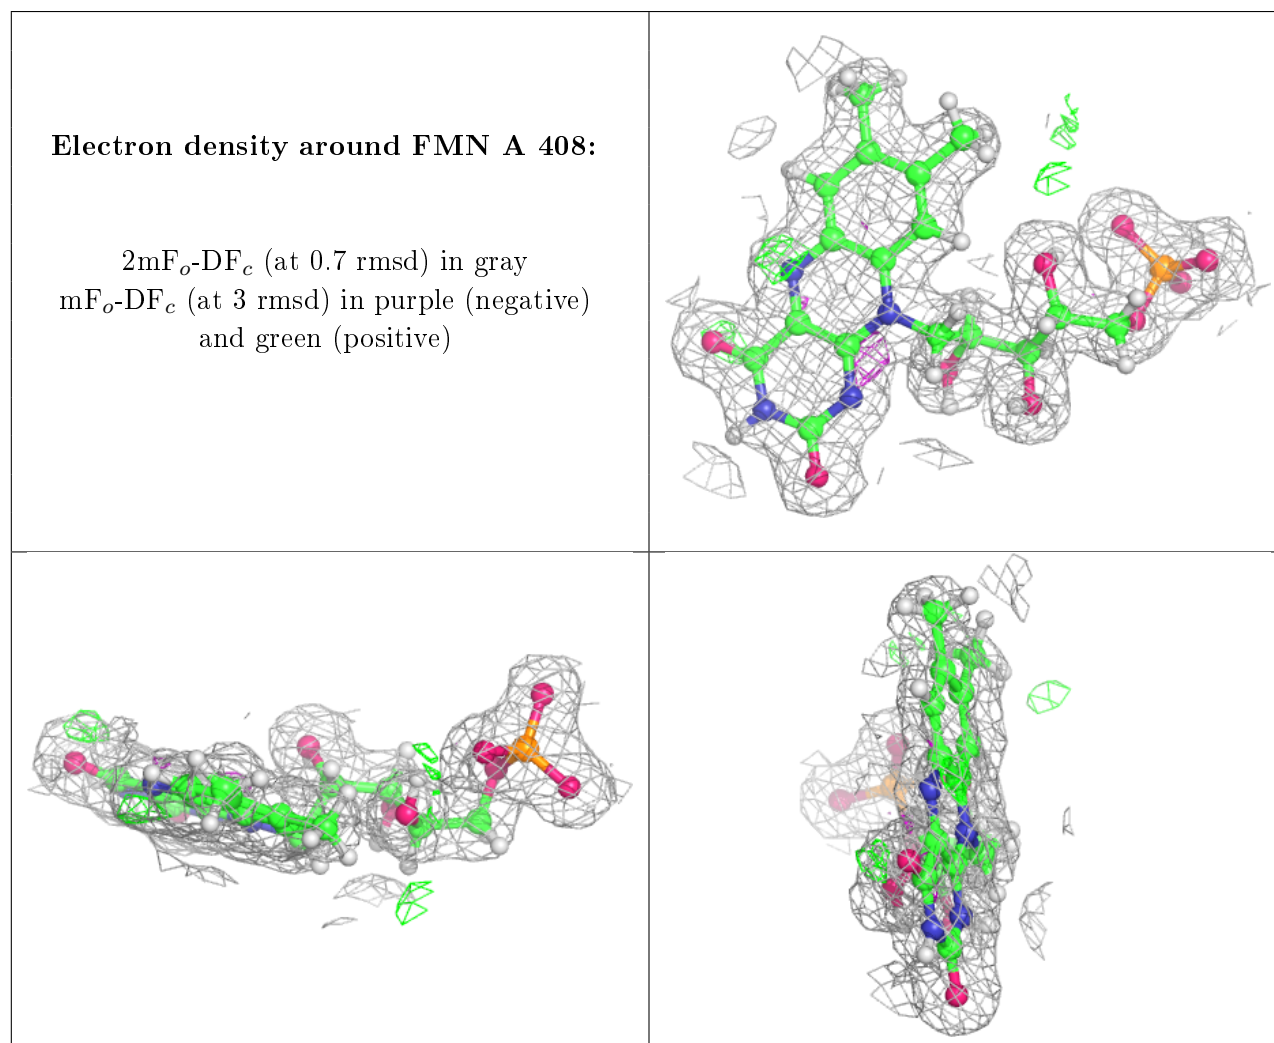 Electron density around FMN A 408:
2mFo-DFc (at 0.7 rmsd) in gray
mFo-DFc (at 3 rmsd) in purple (negative)
and green (positive)